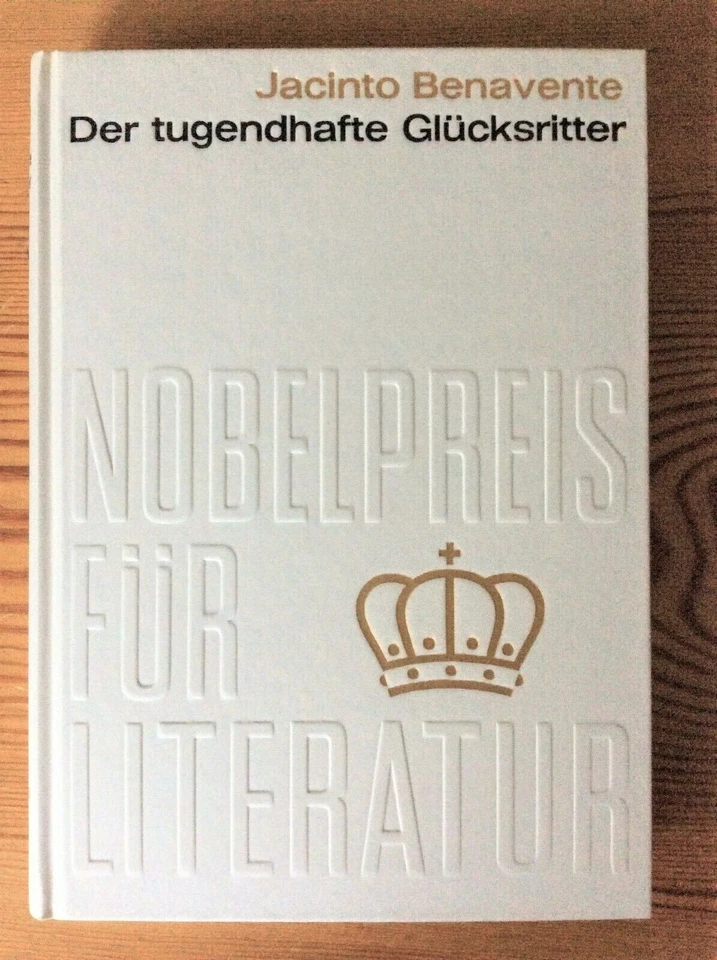 Jacinto Benavente
Der tugendhafte Glücksritter
NOBELPREIS
FÜR
LITERATUR